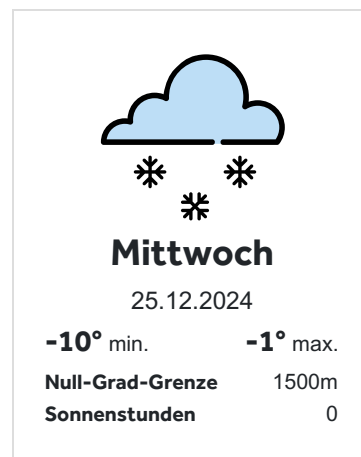 Mittwoch
25.12.2024
-10° min. -1° max.
Null-Grad-Grenze 1500m
Sonnenstunden 0